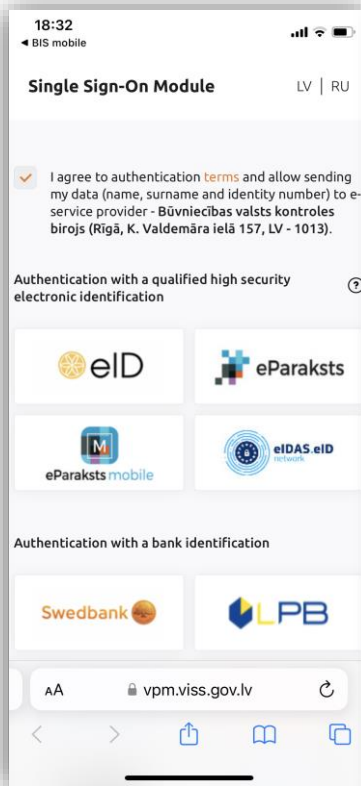 18:32
◀ BIS mobile
Single Sign-On Module
LV | RU
I agree to authentication terms and allow sending
my data (name, surname and identity number) to e-
service provider - Būvniecības valsts kontroles
birojs (Rīgā, K. Valdemāra ielā 157, LV - 1013).
Authentication with a qualified high security
electronic identification
?
eID
eParaksts
M
eParaksts mobile
eIDAS.eID
network
Authentication with a bank identification
Swedbank
LPB
AA
vpm.viss.gov.lv